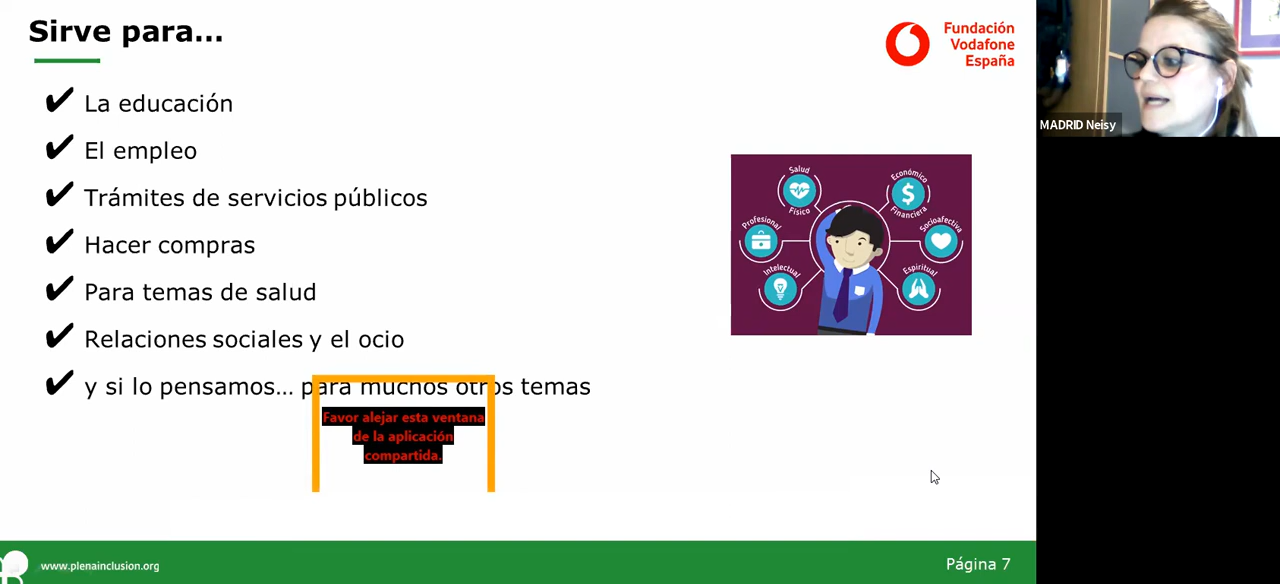 Sirve para...
Fundación
Vodafone
España
MADRID Neisy
✔ La educación
✔ El empleo
✔ Trámites de servicios públicos
✔ Hacer compras
✔ Para temas de salud
✔ Relaciones sociales y el ocio
✔ y si lo pensamos... para muchos otros temas
Salud
Físico
Económico
Financiera
Profesional
Socioafectiva
Intelectual
Espiritual
Favor alejar esta ventana
de la aplicación
compartida.
www.plenainclusion.org
Página 7